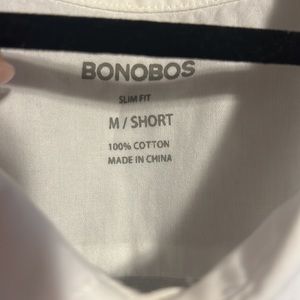 BONOBOS
SLIM FIT
M / SHORT
100% COTTON
MADE IN CHINA